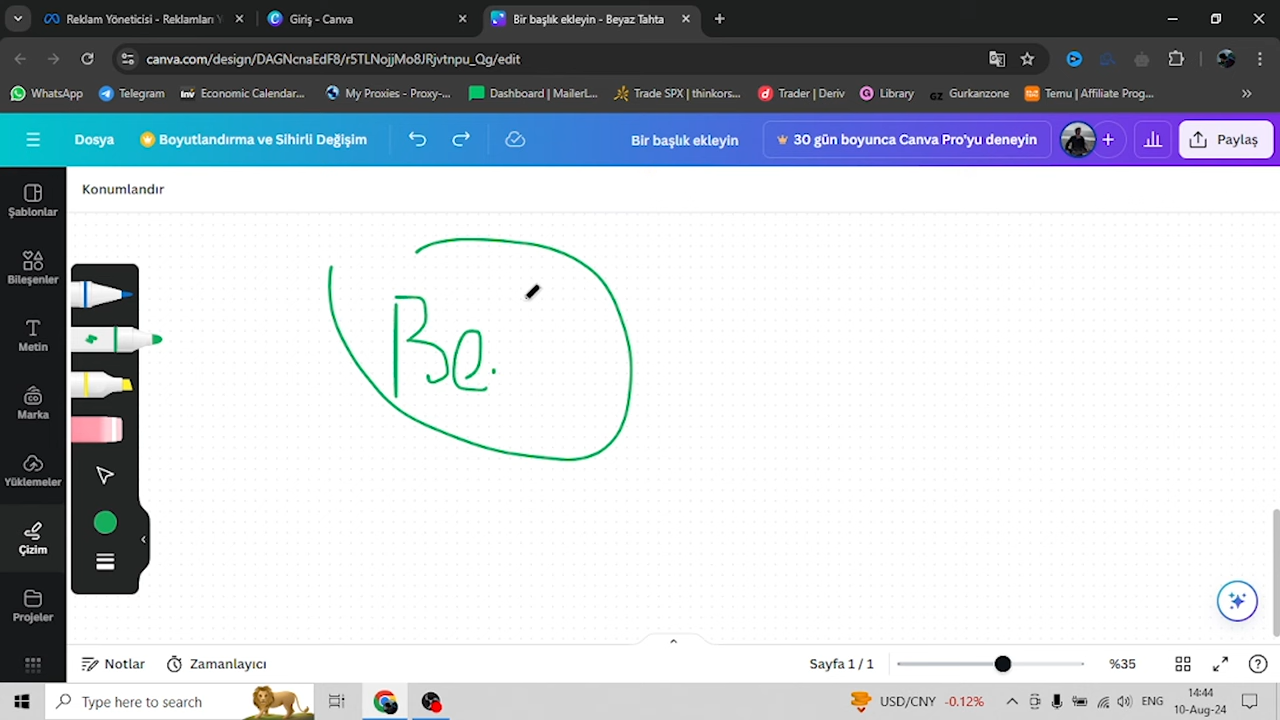 Reklam Yöneticisi - Reklamları Y
Giriş - Canva
Bir başlık ekleyin - Beyaz Tahta
canva.com/design/DAGNcnaEdF8/r5TLNojjMo8JRjvtnpu_Qg/edit
WhatsApp
Telegram
Economic Calendar...
My Proxies - Proxy-...
Dashboard | MailerL...
Trade SPX | thinkors...
Trader | Deriv
Library
GZ Gurkanzone
Temu | Affiliate Prog...
Dosya
Boyutlandırma ve Sihirli Değişim
Bir başlık ekleyin
30 gün boyunca Canva Pro'yu deneyin
Paylaş
Konumlandır
Şablonlar
Bileşenler
Metin
Marka
Yüklemeler
Çizim
Projeler
Be.
Notlar
Zamanlayıcı
Sayfa 1 / 1
%35
Type here to search
USD/CNY -0.12%
ENG
14:44
10-Aug-24